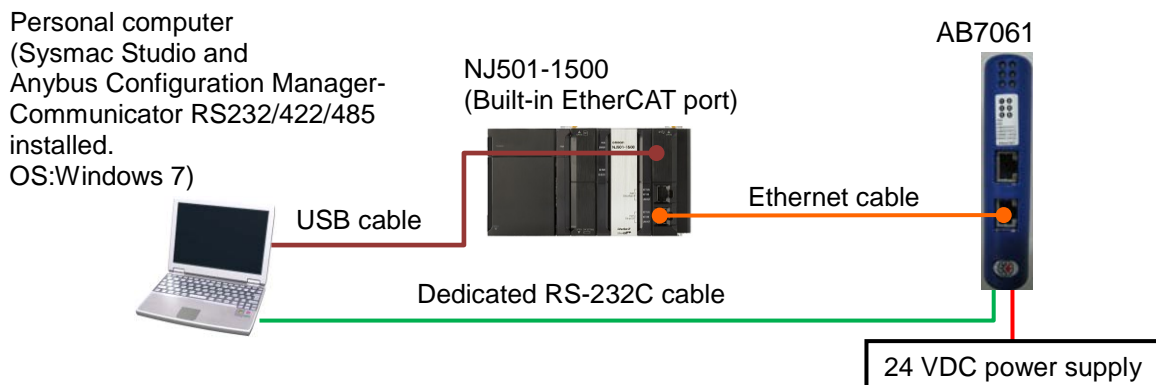 Personal computer
(Sysmac Studio and
Anybus Configuration Manager-
Communicator RS232/422/485
installed.
OS:Windows 7)
NJ501-1500
(Built-in EtherCAT port)
AB7061
USB cable
Ethernet cable
Dedicated RS-232C cable
24 VDC power supply